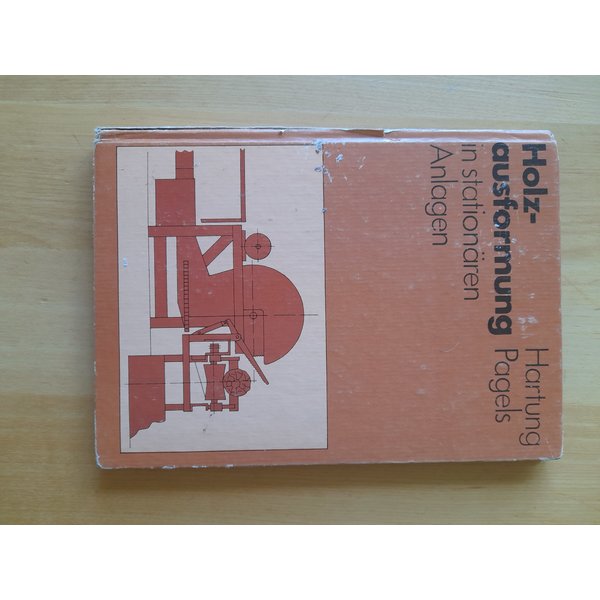 Hartung
Pagels
Holz-
ausformung
in stationären
Anlagen